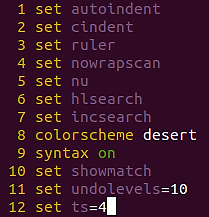 1 set autoindent
2 set cindent
3 set ruler
4 set nowrapscan
5 set nu
6 set hlsearch
7 set incsearch
8 colorscheme desert
9 syntax on
10 set showmatch
11 set undolevels=10
12 set ts=4